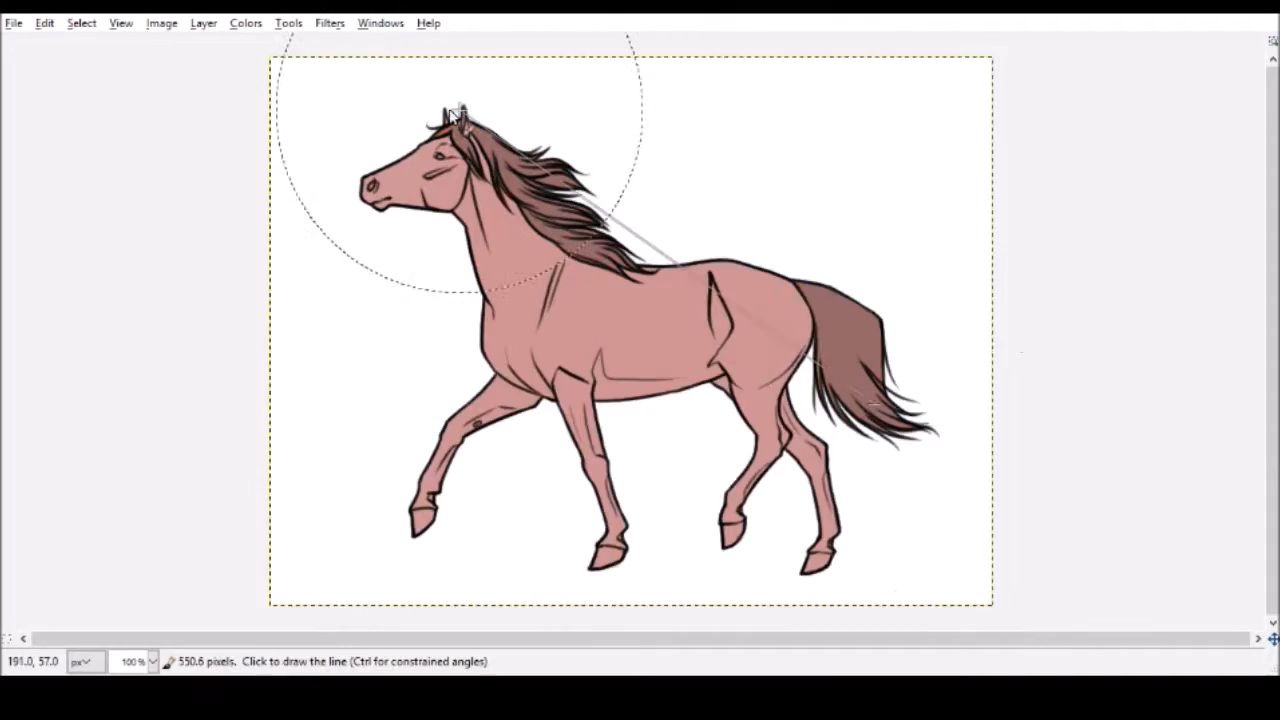 File Edit Select View Image Layer Colors Tools Filters Windows Help
191.0, 57.0 px 100 % 550.6 pixels. Click to draw the line (Ctrl for constrained angles)